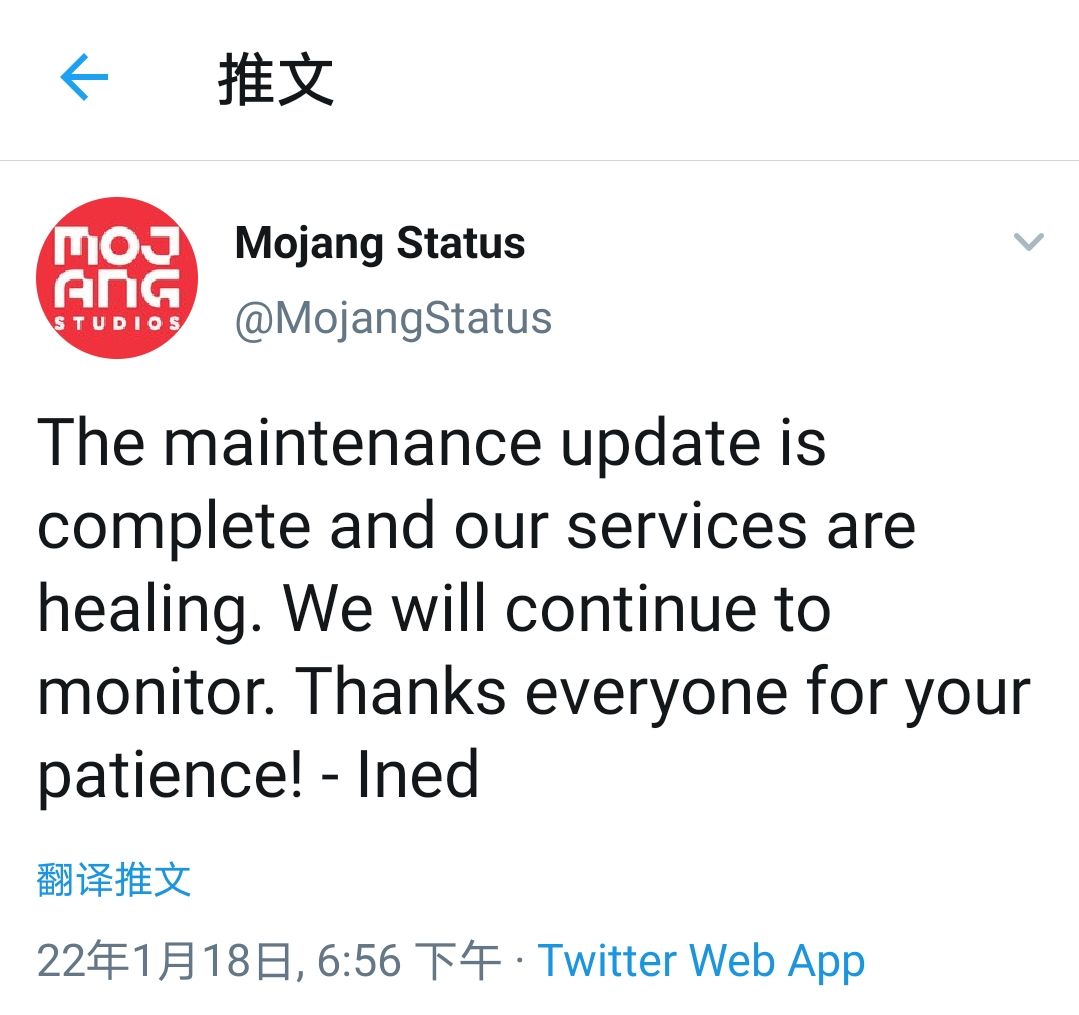 推文
MOJ
ANG
STUDIOS
Mojang Status
@MojangStatus
The maintenance update is
complete and our services are
healing. We will continue to
monitor. Thanks everyone for your
patience! - Ined
翻译推文
22年1月18日, 6:56 下午 · Twitter Web App